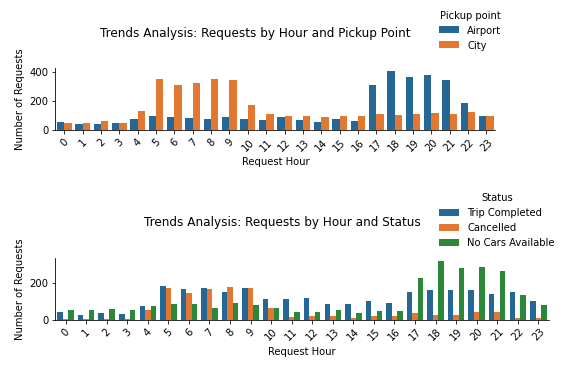 Pickup point
Trends Analysis: Requests by Hour and Pickup Point
Airport
City
Number of Requests
400
200
0
0 1 2 3 4 5 6 7 8 9 10 11 12 13 14 15 16 17 18 19 20 21 22 23
Request Hour
Status
Trends Analysis: Requests by Hour and Status
Trip Completed
Cancelled
No Cars Available
Number of Requests
200
0
0 1 2 3 4 5 6 7 8 9 10 11 12 13 14 15 16 17 18 19 20 21 22 23
Request Hour